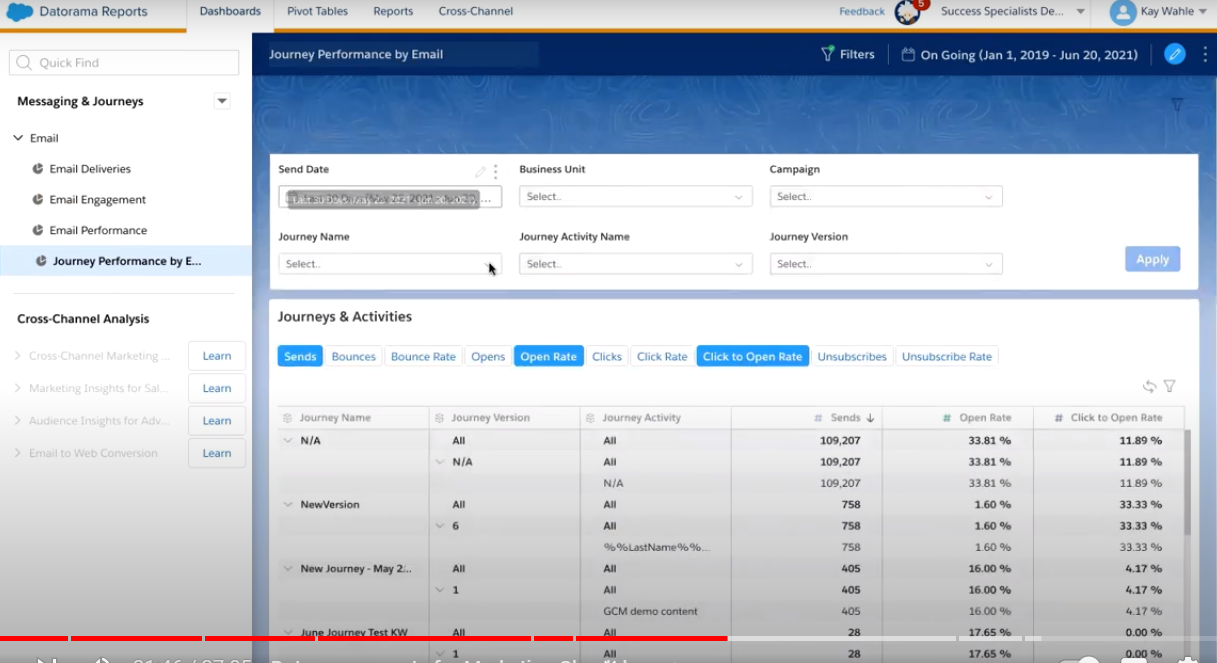 Datorama Reports Dashboards Pivot Tables Reports Cross-Channel Feedback 5 Success Specialists De... Kay Wahle
Quick Find
Messaging & Journeys
Email
Email Deliveries
Email Engagement
Email Performance
Journey Performance by E...
Cross-Channel Analysis
Cross-Channel Marketing ... Learn
Marketing Insights for Sal... Learn
Audience Insights for Adv... Learn
Email to Web Conversion Learn
Journey Performance by Email Filters On Going (Jan 1, 2019 - Jun 20, 2021)
Send Date Business Unit Campaign
Select.. Select..
Journey Name Journey Activity Name Journey Version
Select.. Select.. Select.. Apply
Journeys & Activities
Sends Bounces Bounce Rate Opens Open Rate Clicks Click Rate Click to Open Rate Unsubscribes Unsubscribe Rate
Journey Name Journey Version Journey Activity # Sends ↓ # Open Rate # Click to Open Rate
N/A All All 109,207 33.81 % 11.89 %
N/A All 109,207 33.81 % 11.89 %
N/A 109,207 33.81 % 11.89 %
NewVersion All All 758 1.60 % 33.33 %
6 All 758 1.60 % 33.33 %
%%LastName%%... 758 1.60 % 33.33 %
New Journey - May 2... All All 405 16.00 % 4.17 %
1 All 405 16.00 % 4.17 %
GCM demo content 405 16.00 % 4.17 %
June Journey Test KW All All 28 17.65 % 0.00 %
1 All 28 17.65 % 0.00 %